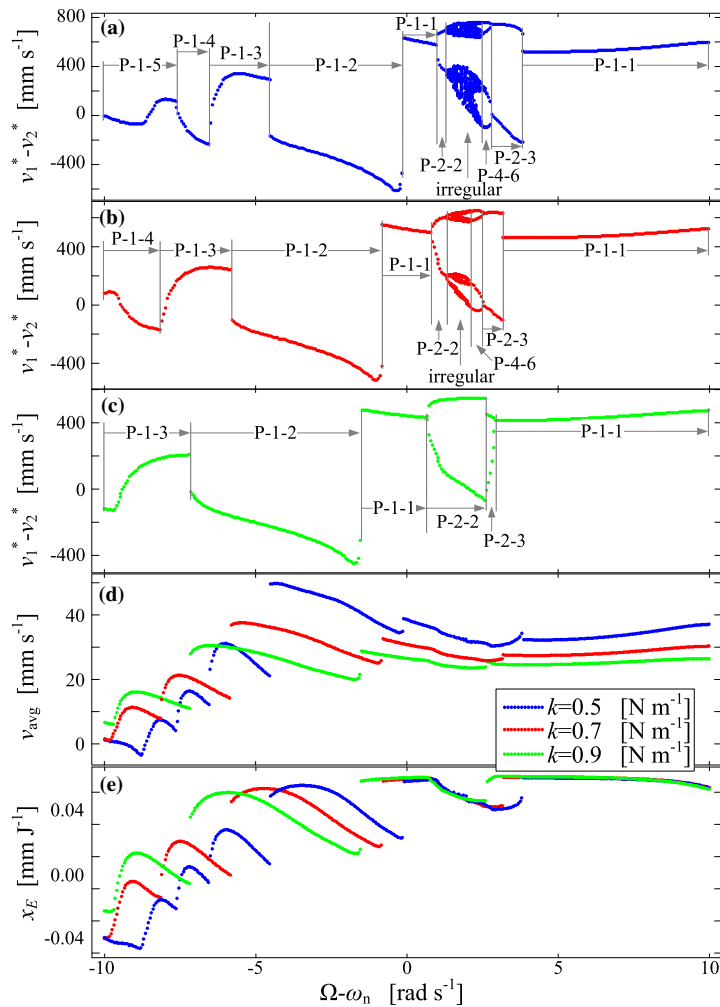 (a)
800
400
0
-400
v₁*-v₂* [mm s⁻¹]
P-1-5
P-1-4
P-1-3
P-1-2
P-1-1
P-2-2
irregular
P-4-6
P-2-3
P-1-1
(b)
400
0
-400
v₁*-v₂* [mm s⁻¹]
P-1-4
P-1-3
P-1-2
P-1-1
P-2-2
irregular
P-4-6
P-2-3
P-1-1
(c)
400
0
-400
v₁*-v₂* [mm s⁻¹]
P-1-3
P-1-2
P-1-1
P-2-2
P-2-3
P-1-1
(d)
40
20
0
v_avg [mm s⁻¹]
k=0.5 [N m⁻¹]
k=0.7 [N m⁻¹]
k=0.9 [N m⁻¹]
(e)
0.04
0.00
-0.04
x_E [mm J⁻¹]
-10 -5 0 5 10
Ω-ωₙ [rad s⁻¹]